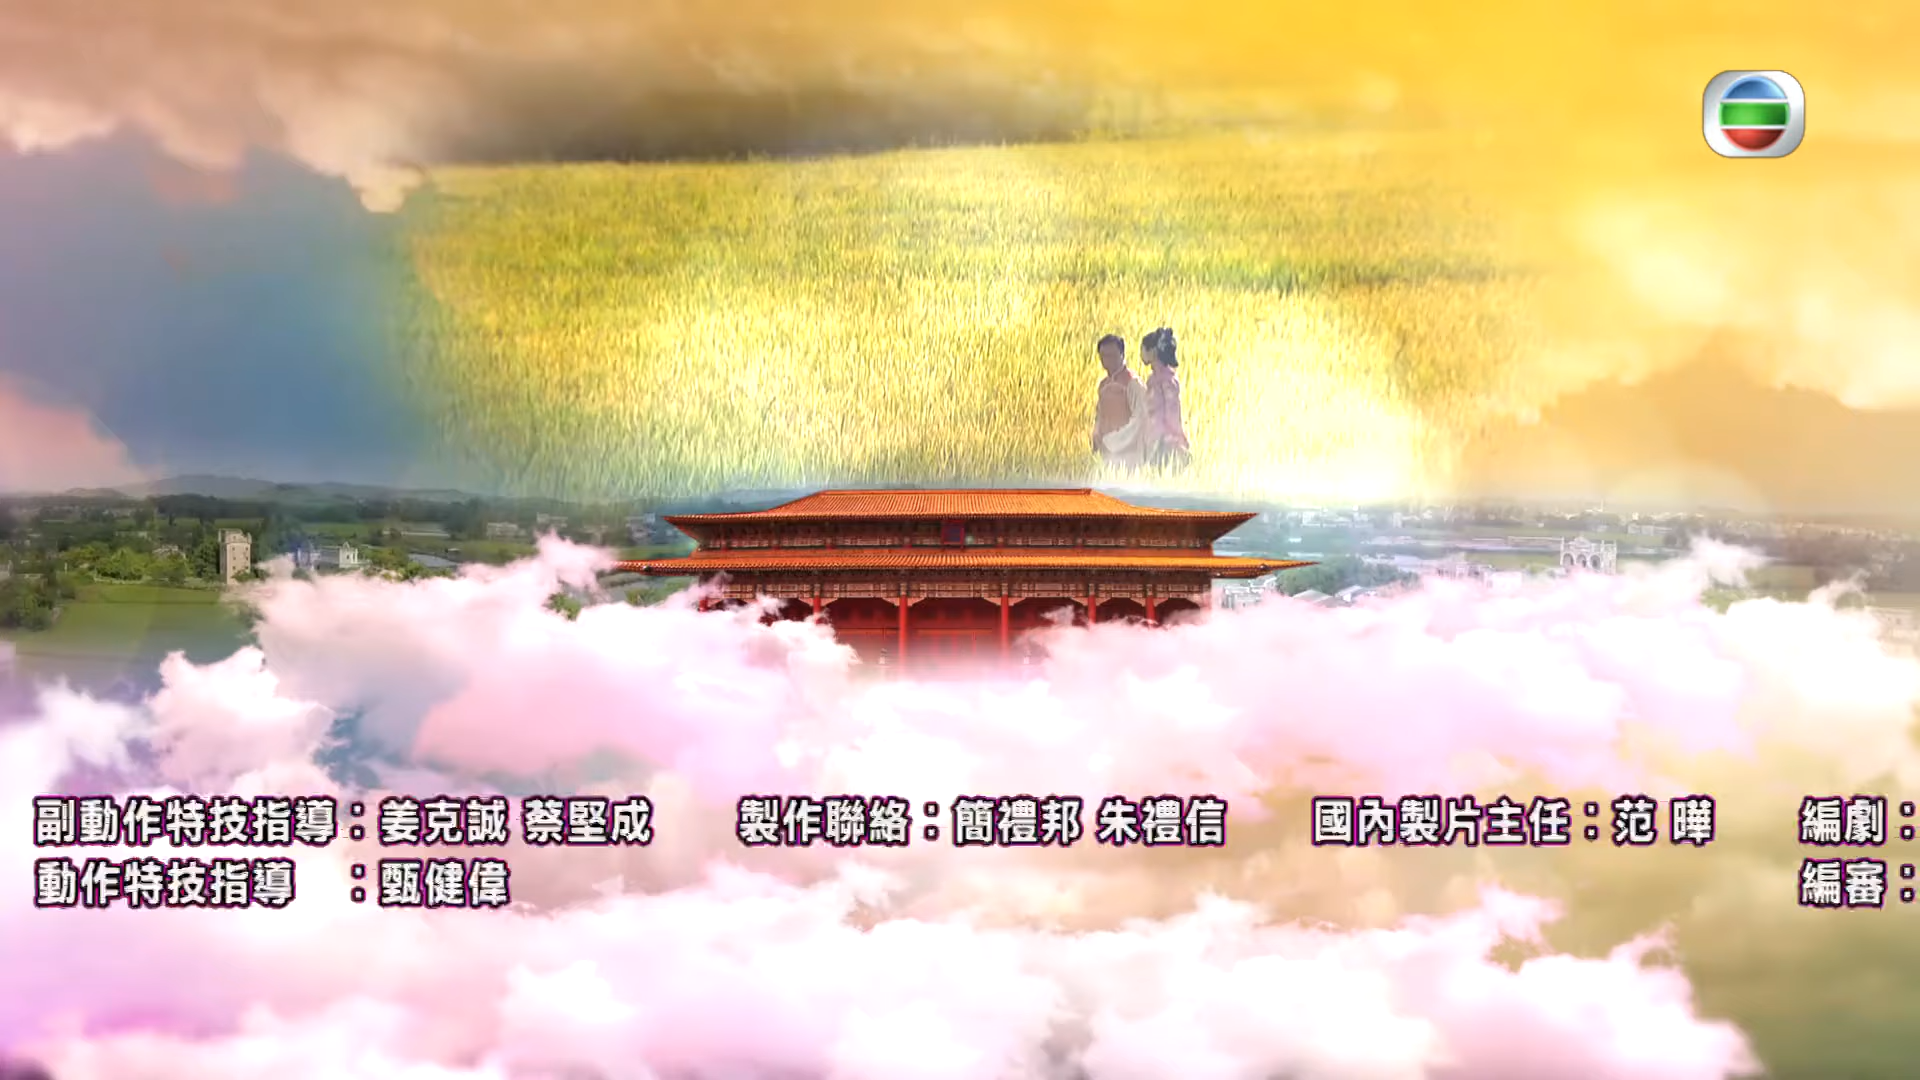 副動作特技指導：姜克誠 蔡堅成 製作聯絡：簡禮邦 朱禮信 國內製片主任：范 曄 編劇：
動作特技指導 ：甄健偉 編審：